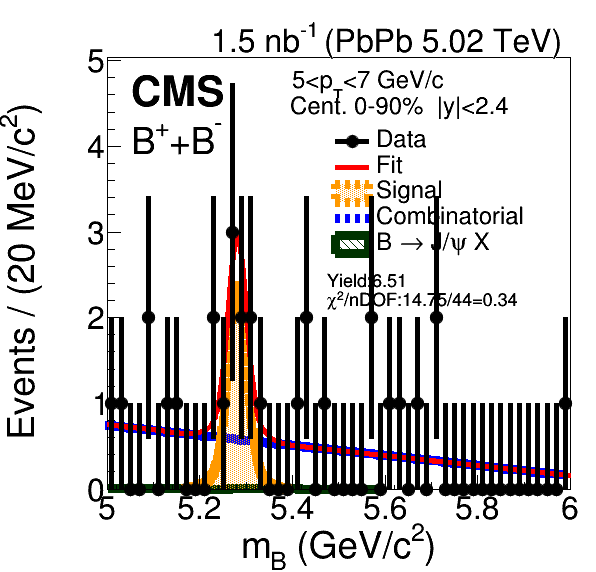 1.5 nb⁻¹ (PbPb 5.02 TeV)
CMS
B⁺+B⁻
5<p_T<7 GeV/c
Cent. 0-90% |y|<2.4
Data
Fit
Signal
Combinatorial
B → J/ψ X
Yield:6.51
χ²/nDOF:14.75/44=0.34
Events / (20 MeV/c²)
5
4
3
2
1
0
5 5.2 5.4 5.6 5.8 6
m_B (GeV/c²)